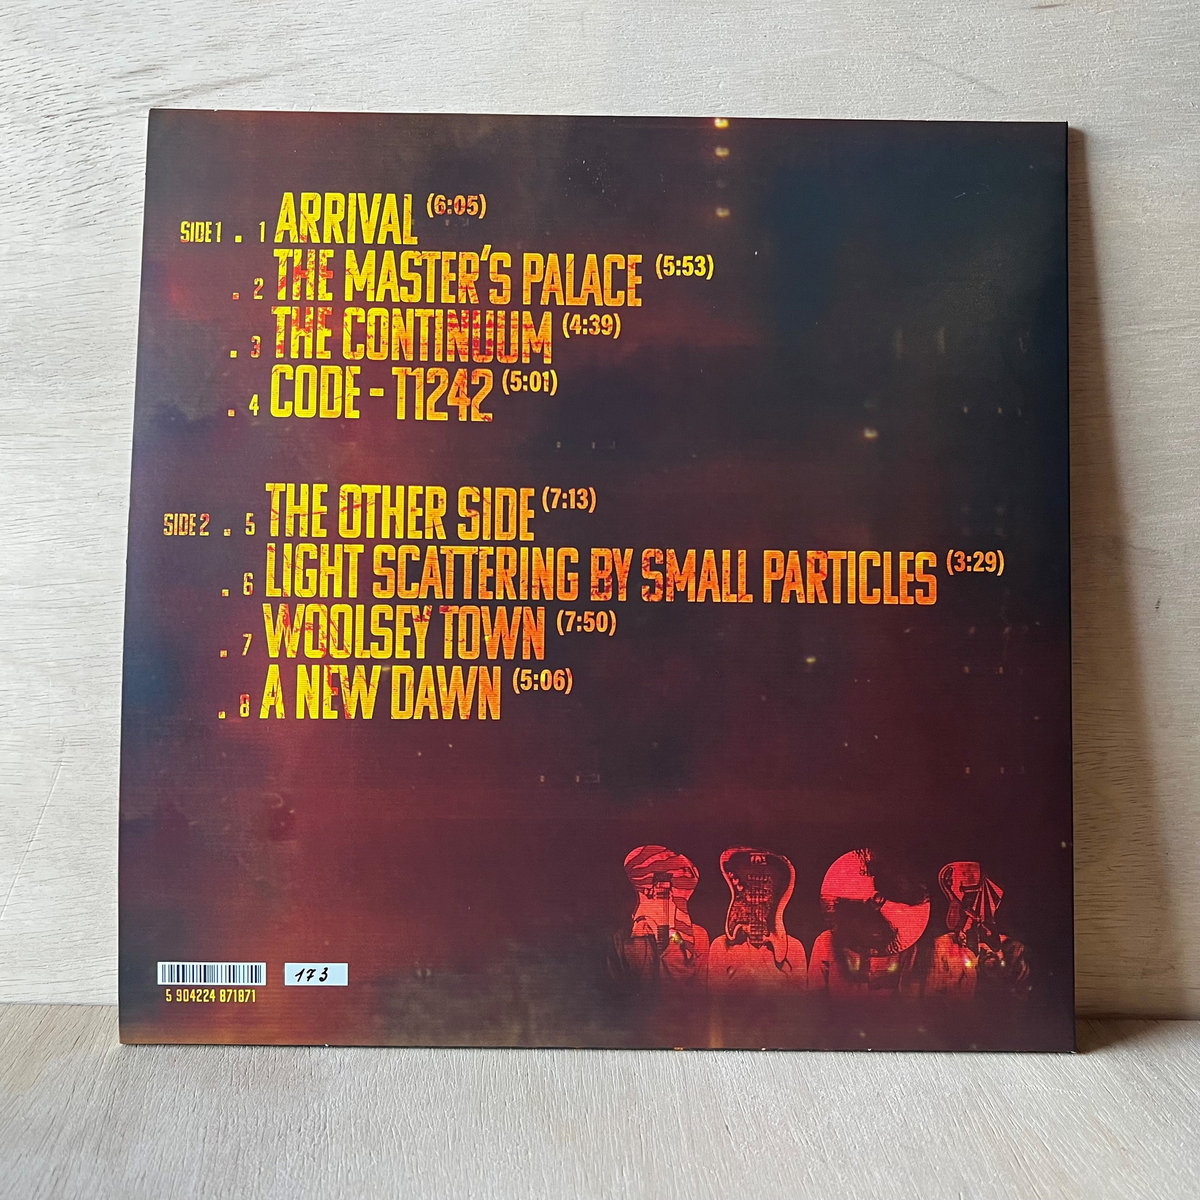 SIDE 1 . 1 ARRIVAL (6:05)
. 2 THE MASTER'S PALACE (5:53)
. 3 THE CONTINUUM (4:39)
. 4 CODE - T1242 (5:01)
SIDE 2 . 5 THE OTHER SIDE (7:13)
. 6 LIGHT SCATTERING BY SMALL PARTICLES (3:29)
. 7 WOOLSEY TOWN (7:50)
. 8 A NEW DAWN (5:06)
173
5 904224 871871